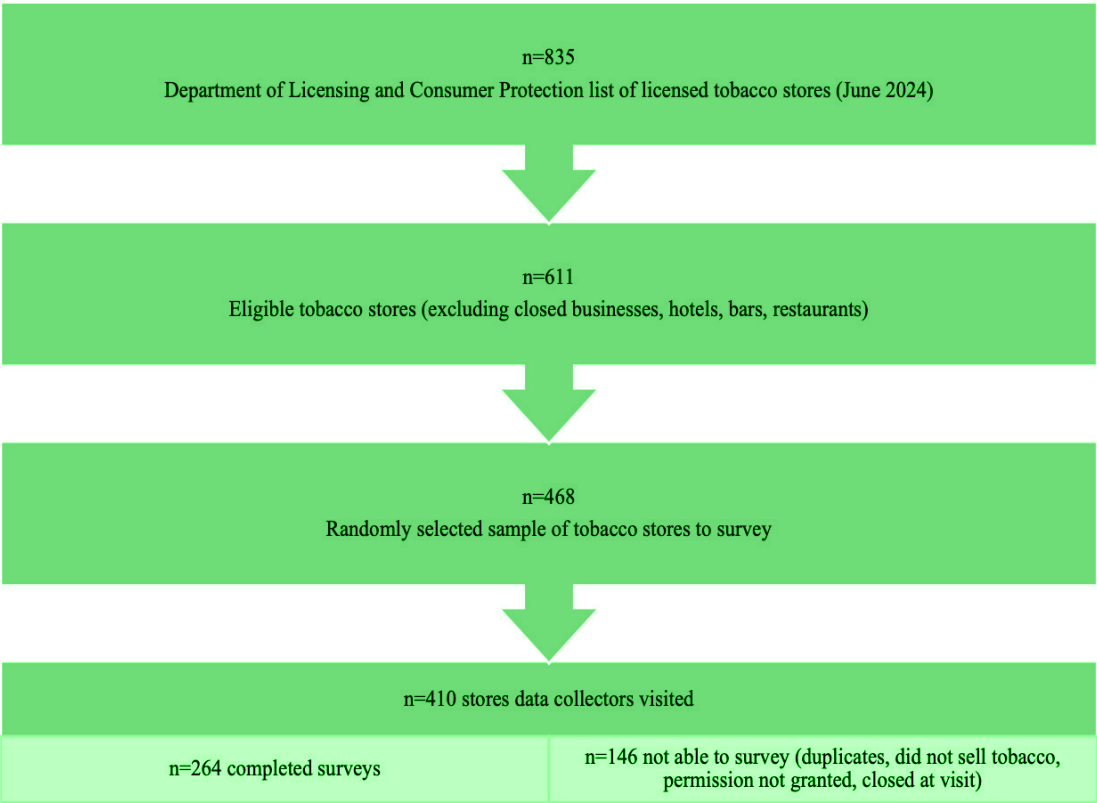 n=835
Department of Licensing and Consumer Protection list of licensed tobacco stores (June 2024)
n=611
Eligible tobacco stores (excluding closed businesses, hotels, bars, restaurants)
n=468
Randomly selected sample of tobacco stores to survey
n=410 stores data collectors visited
n=264 completed surveys
n=146 not able to survey (duplicates, did not sell tobacco,
permission not granted, closed at visit)